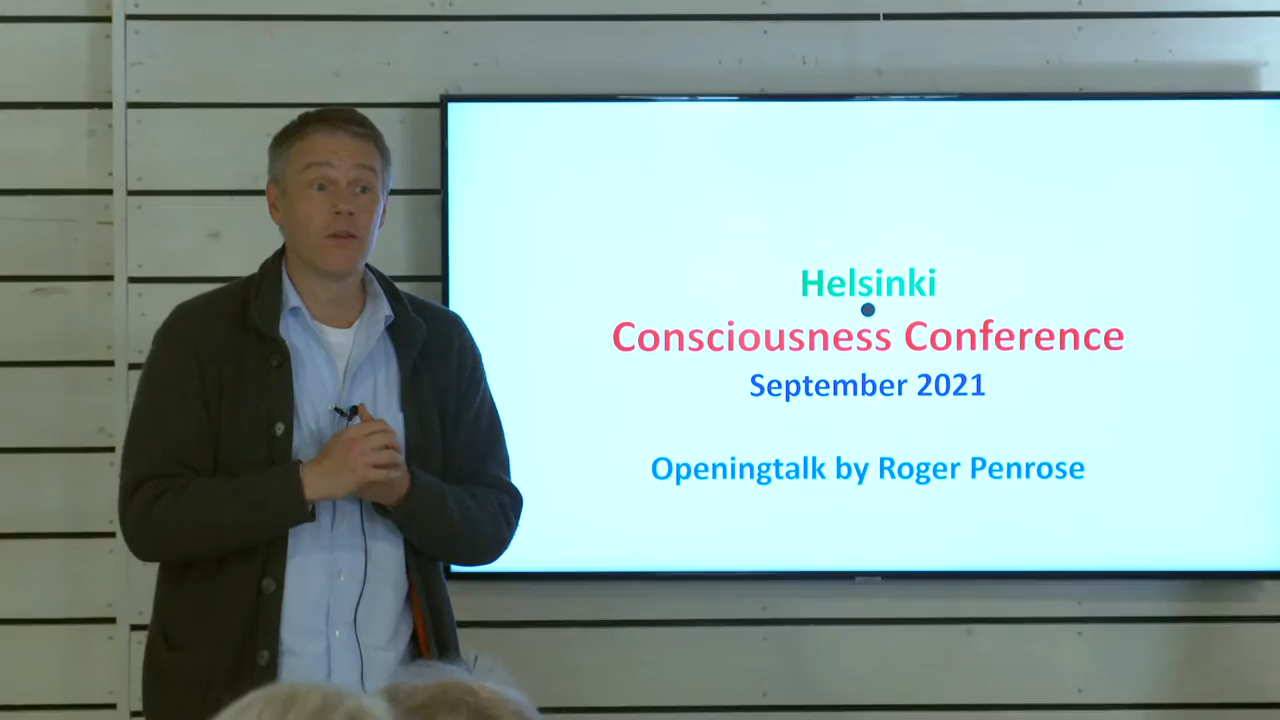 Helsinki
Consciousness Conference
September 2021
Openingtalk by Roger Penrose